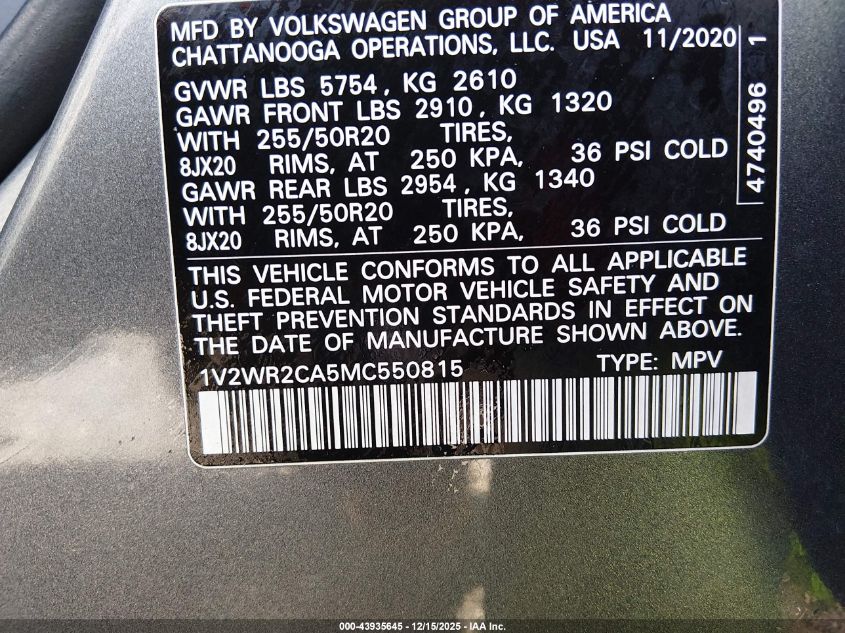 MFD BY VOLKSWAGEN GROUP OF AMERICA
CHATTANOOGA OPERATIONS, LLC. USA 11/2020
GVWR LBS 5754, KG 2610
GAWR FRONT LBS 2910, KG 1320
WITH 255/50R20 TIRES,
8JX20 RIMS, AT 250 KPA, 36 PSI COLD
GAWR REAR LBS 2954, KG 1340
WITH 255/50R20 TIRES,
8JX20 RIMS, AT 250 KPA, 36 PSI COLD
THIS VEHICLE CONFORMS TO ALL APPLICABLE
U.S. FEDERAL MOTOR VEHICLE SAFETY AND
THEFT PREVENTION STANDARDS IN EFFECT ON
THE DATE OF MANUFACTURE SHOWN ABOVE.
1V2WR2CA5MC550815 TYPE: MPV
4740496 1
000-43935645 - 12/15/2025 - IAA Inc.